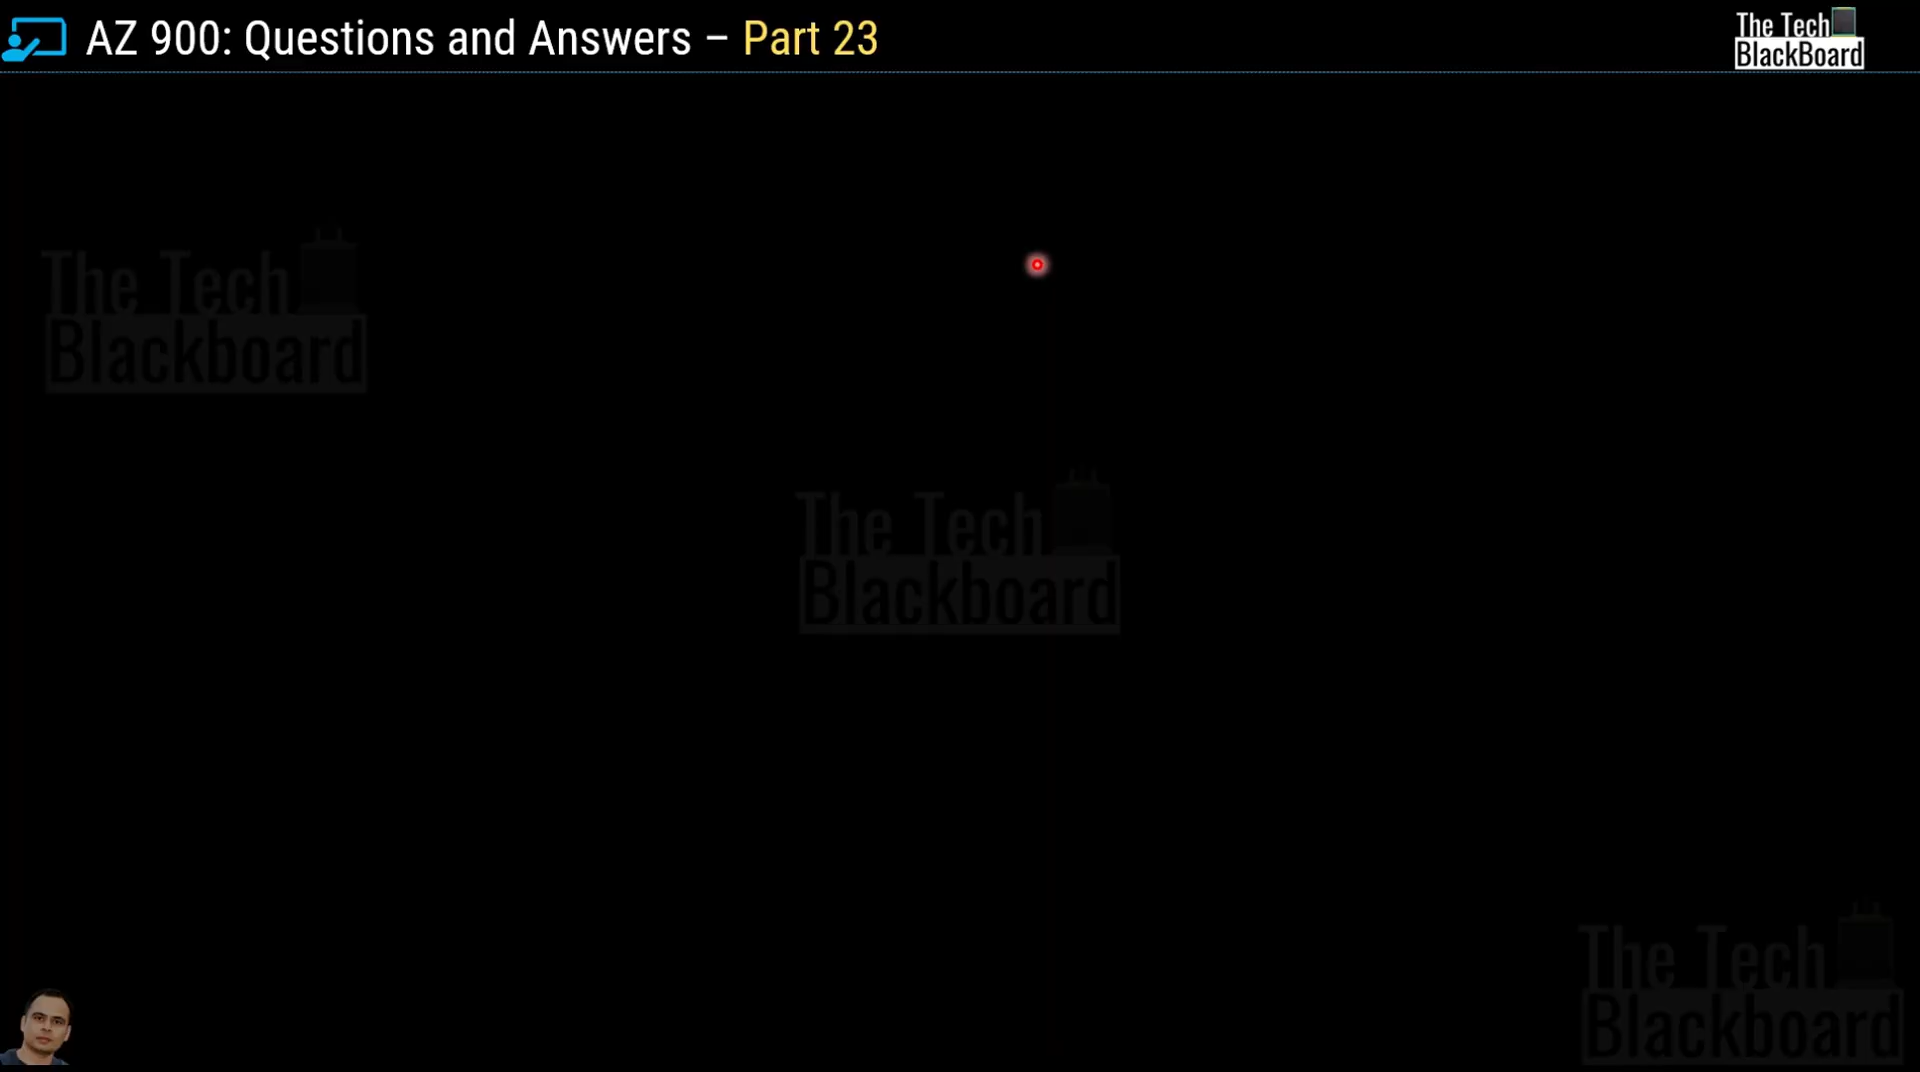 AZ 900: Questions and Answers – Part 23
The Tech
BlackBoard
The Tech
Blackboard
The Tech
Blackboard
The Tech
Blackboard